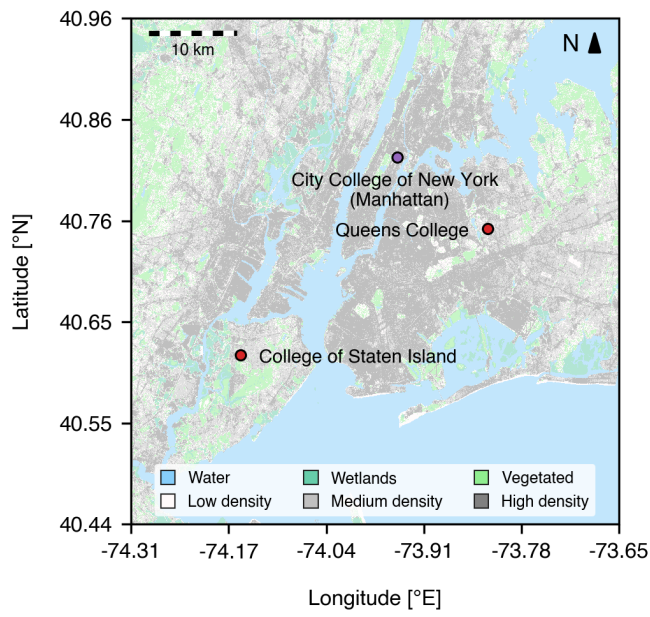 40.96
10 km
N
40.86
City College of New York
(Manhattan)
40.76
Queens College
Latitude [°N]
40.65
College of Staten Island
40.55
Water
Wetlands
Vegetated
Low density
Medium density
High density
40.44
-74.31
-74.17
-74.04
-73.91
-73.78
-73.65
Longitude [°E]